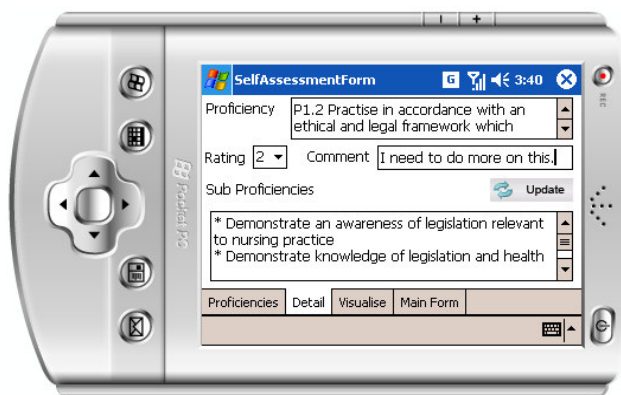 SelfAssessmentForm G 3:40
Proficiency P1.2 Practise in accordance with an
ethical and legal framework which
Rating 2 Comment I need to do more on this.
Sub Proficiencies Update
* Demonstrate an awareness of legislation relevant
to nursing practice
* Demonstrate knowledge of legislation and health
Proficiencies Detail Visualise Main Form
Pocket PC
REC